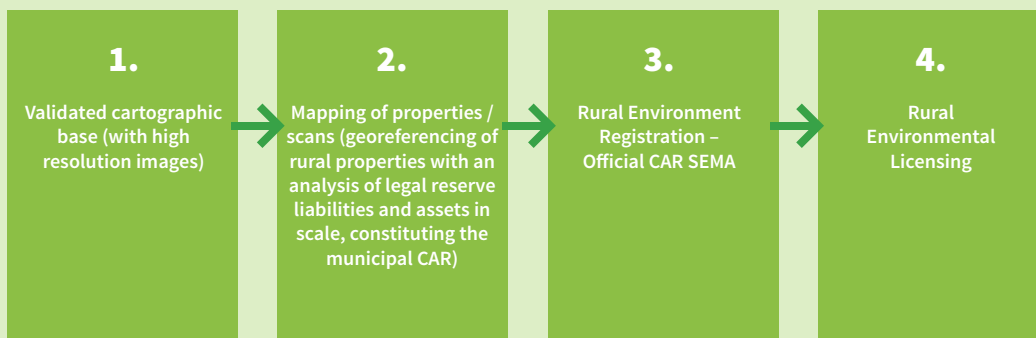 1.
Validated cartographic
base (with high
resolution images)
2.
Mapping of properties /
scans (georeferencing of
rural properties with an
analysis of legal reserve
liabilities and assets in
scale, constituting the
municipal CAR)
3.
Rural Environment
Registration –
Official CAR SEMA
4.
Rural
Environmental
Licensing